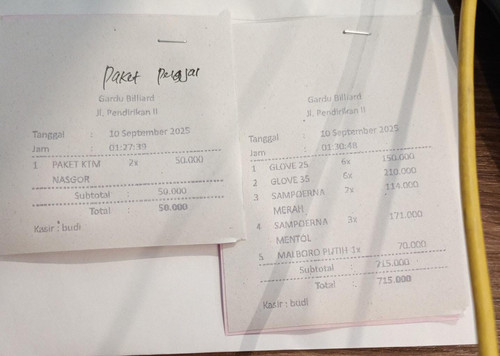 Paket
Gardu Billiard
Jl. Pendirikan II
Tanggal : 10 September 2025
Jam : 01:27:39
1 PAKET KTM 2x 50.000
NASGOR
Subtotal 50.000
Total : 50.000
Kasir : budi
Gardu Billiard
Jl. Pendirikan II
Tanggal : 10 September 2025
Jam : 01:30:48
1 GLOVE 25 6x 150.000
2 GLOVE 35 6x 210.000
3 SAMPOERNA 2x 114.000
MERAH
4 SAMPOERNA 3x 171.000
MENTOL
5 MALBORO PUTIH 1x 70.000
Subtotal : 715.000
Total : 715.000
Kasir : budi